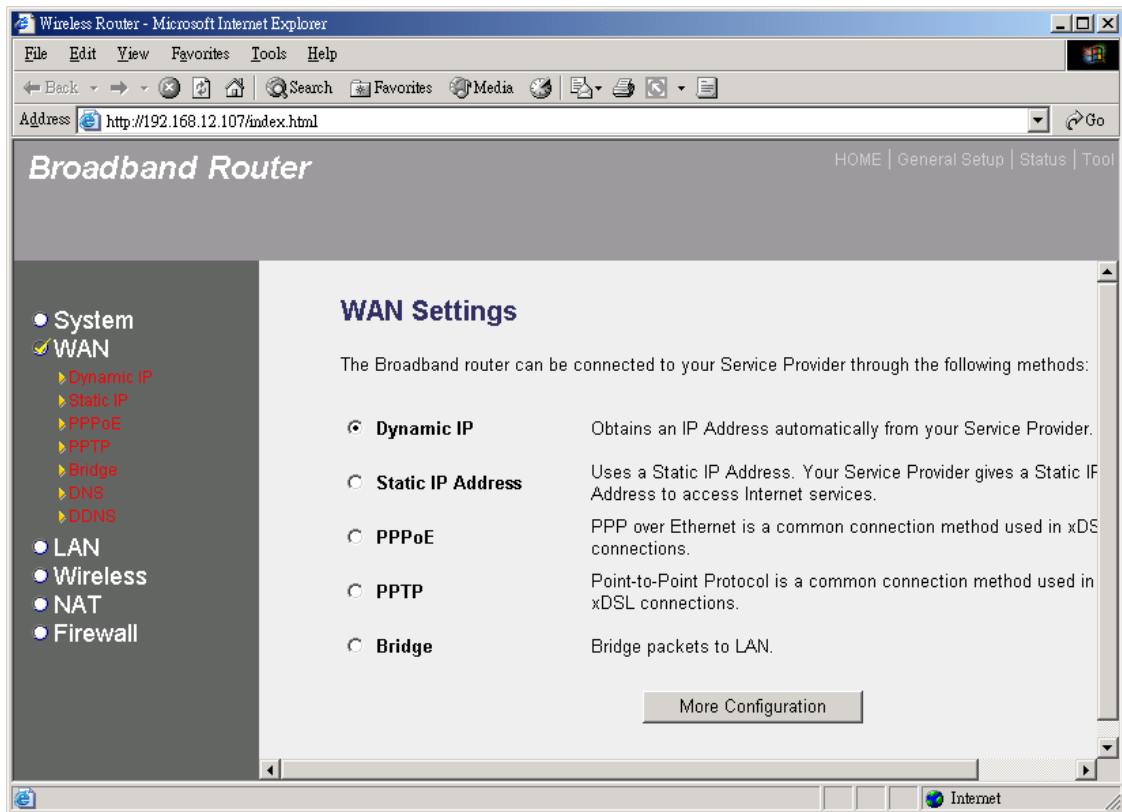 Wireless Router - Microsoft Internet Explorer
File Edit View Favorites Tools Help
Back Search Favorites Media
Address http://192.168.12.107/index.html Go
Broadband Router
HOME | General Setup | Status | Tool
System
WAN
Dynamic IP
Static IP
PPPoE
PPTP
Bridge
DNS
DDNS
LAN
Wireless
NAT
Firewall
WAN Settings
The Broadband router can be connected to your Service Provider through the following methods:
Dynamic IP Obtains an IP Address automatically from your Service Provider.
Static IP Address Uses a Static IP Address. Your Service Provider gives a Static IP
Address to access Internet services.
PPPoE PPP over Ethernet is a common connection method used in xDS
connections.
PPTP Point-to-Point Protocol is a common connection method used in
xDSL connections.
Bridge Bridge packets to LAN.
More Configuration
Internet